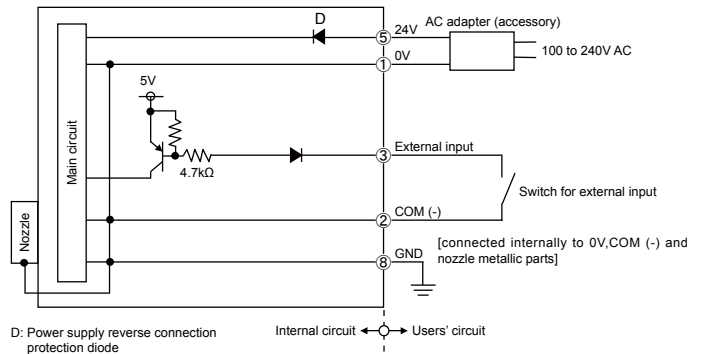 D
⑤ 24V
AC adapter (accessory)
① 0V
100 to 240V AC
5V
Main circuit
4.7kΩ
③ External input
Switch for external input
② COM (-)
Nozzle
[connected internally to 0V,COM (-) and
nozzle metallic parts]
⑧ GND
D: Power supply reverse connection
protection diode
Internal circuit
Users' circuit